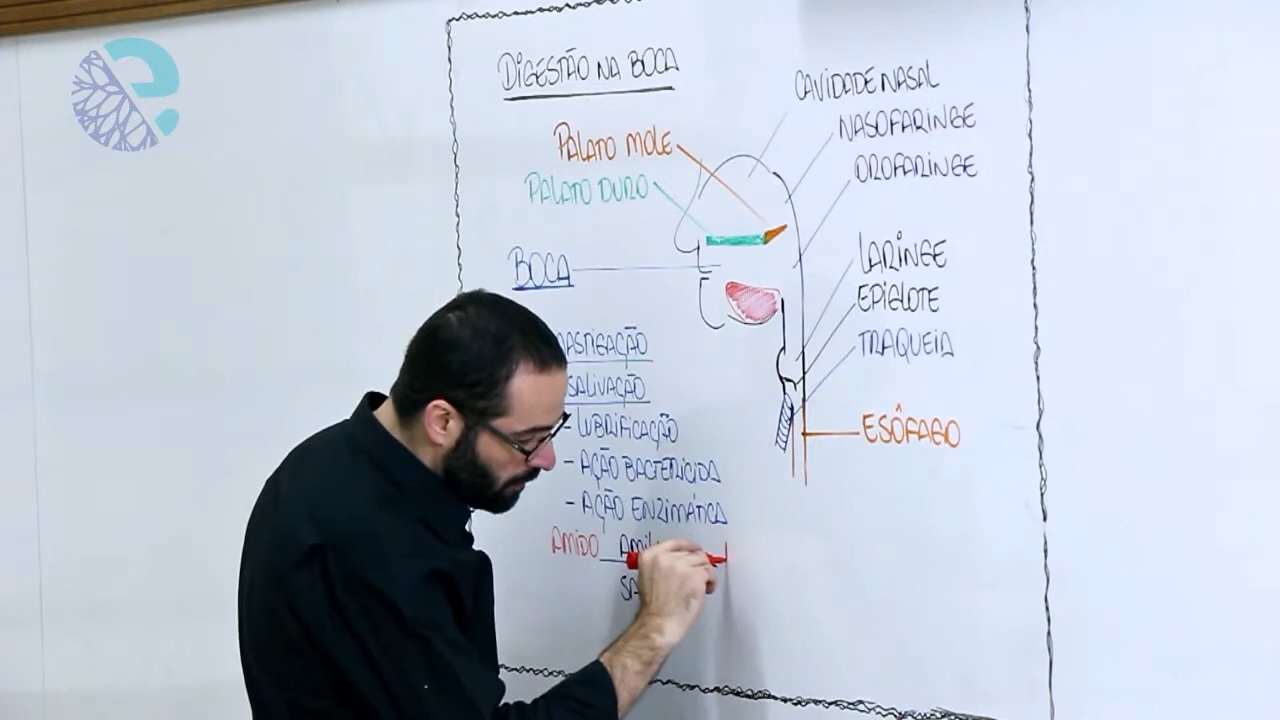 DIGESTÃO NA BOCA
CAVIDADE NASAL
NASOFARINGE
OROFARINGE
PALATO MOLE
PALATO DURO
BOCA
LARINGE
EPIGLOTE
TRAQUEIA
ESÔFAGO
MASTIGAÇÃO
SALIVAÇÃO
- LUBRIFICAÇÃO
- AÇÃO BACTERICIDA
- AÇÃO ENZIMÁTICA
AMIDO